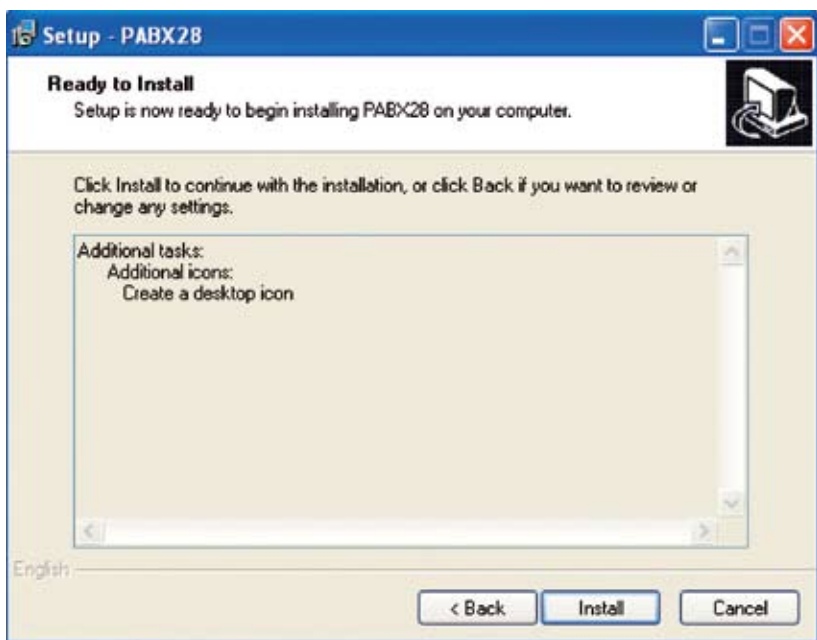 Setup - PABX28
Ready to Install
Setup is now ready to begin installing PABX28 on your computer.
Click Install to continue with the installation, or click Back if you want to review or
change any settings.
Additional tasks:
Additional icons:
Create a desktop icon
English
< Back
Install
Cancel